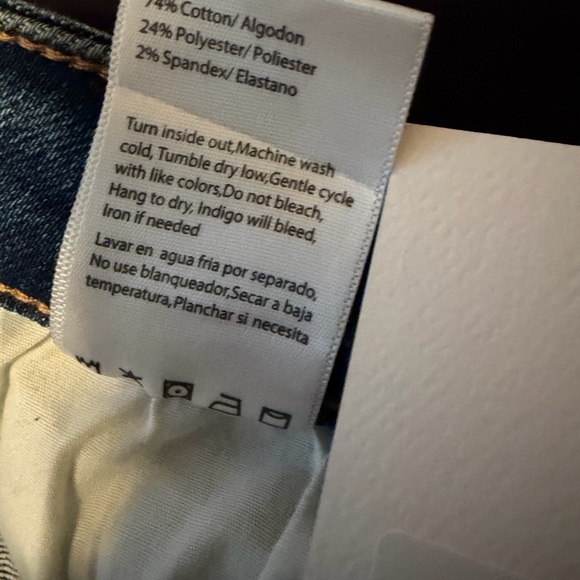 74% Cotton/ Algodon
24% Polyester/ Poliester
2% Spandex/ Elastano
Turn inside out,Machine wash
cold, Tumble dry low,Gentle cycle
with like colors,Do not bleach,
Hang to dry, Indigo will bleed,
Iron if needed
Lavar en agua fria por separado,
No use blanqueador,Secar a baja
temperatura,Planchar si necesita